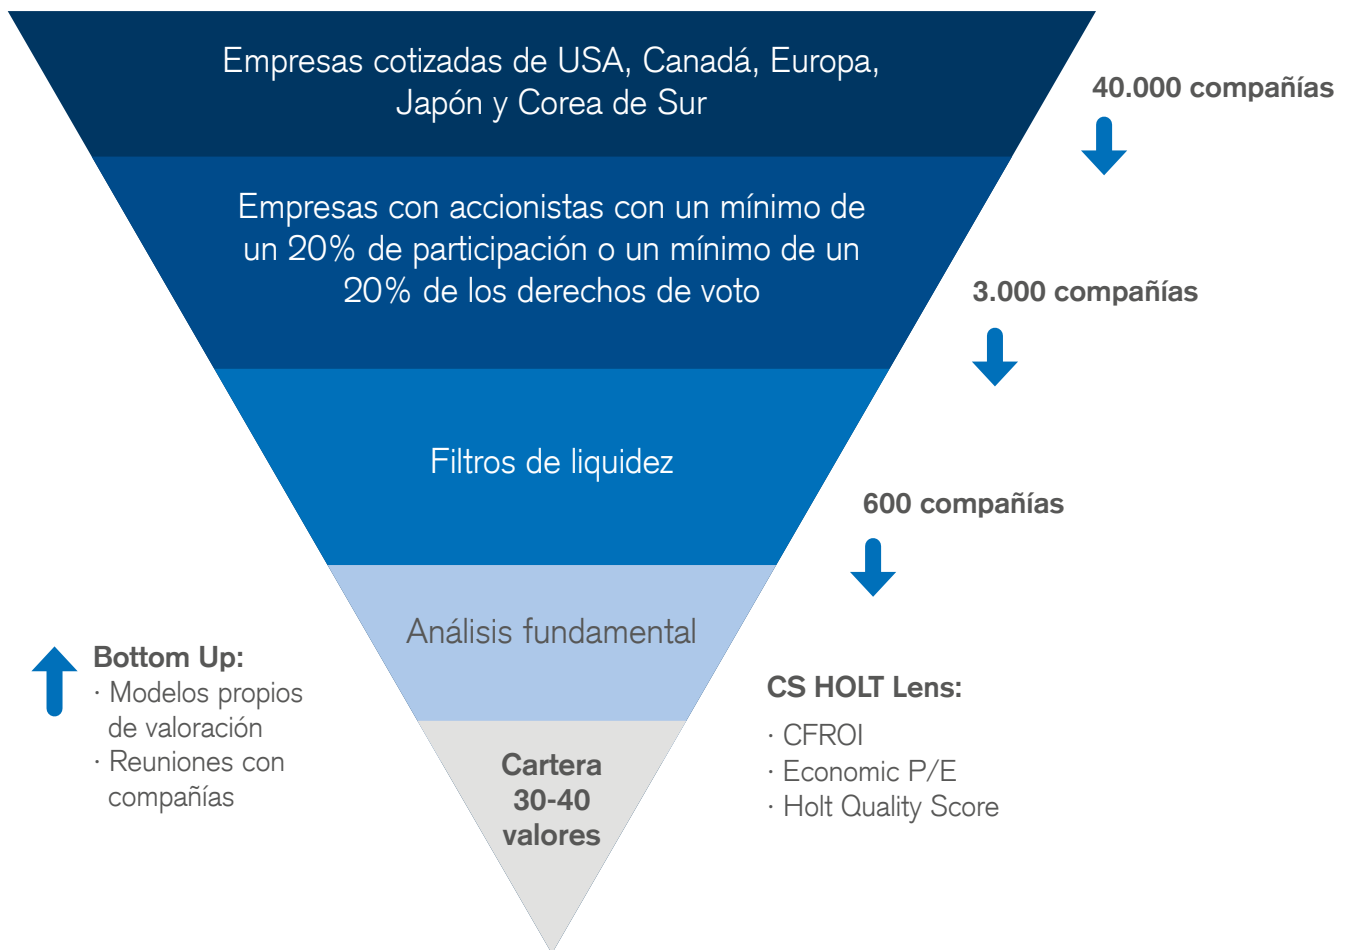 Empresas cotizadas de USA, Canadá, Europa,
Japón y Corea de Sur
40.000 compañías
Empresas con accionistas con un mínimo de
un 20% de participación o un mínimo de un
20% de los derechos de voto
3.000 compañías
Filtros de liquidez
600 compañías
Análisis fundamental
Bottom Up:
· Modelos propios
de valoración
· Reuniones con
compañías
CS HOLT Lens:
· CFROI
· Economic P/E
· Holt Quality Score
Cartera
30-40
valores